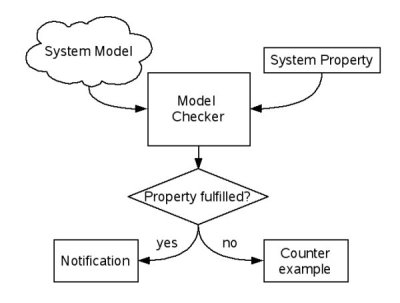 System Model
System Property
Model
Checker
Property fulfilled?
yes
no
Notification
Counter
example